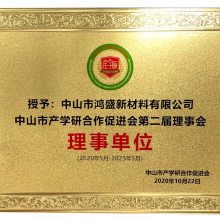 授予：中山市鸿盛新材料有限公司
中山市产学研合作促进会第二届理事会
理事单位
(2020年5月-2025年5月)
中山市产学研合作促进会
2020年10月22日